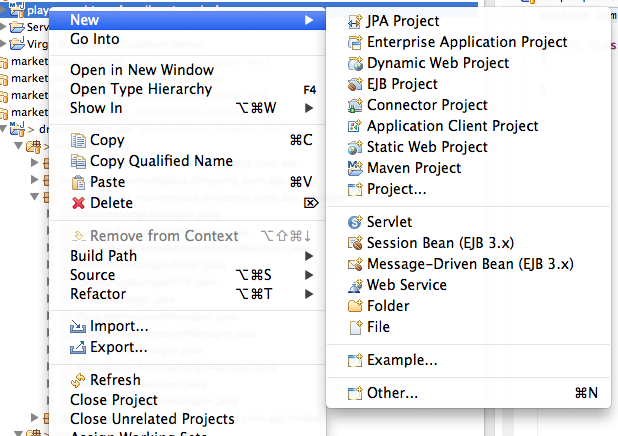 play
New
JPA Project
Serv
Go Into
Enterprise Application Project
Virg
Dynamic Web Project
market
Open in New Window
EJB Project
market
Open Type Hierarchy F4
Connector Project
market
Show In ⌥⌘W
Application Client Project
market
> d
Copy ⌘C
Static Web Project
Copy Qualified Name
Maven Project
Paste ⌘V
Project...
Delete ⌦
Servlet
Remove from Context ⌥⇧⌘↓
Session Bean (EJB 3.x)
Build Path
Message-Driven Bean (EJB 3.x)
Source ⌥⌘S
Web Service
Refactor ⌥⌘T
Folder
Import...
File
Export...
Example...
Refresh
Close Project
Other... ⌘N
Close Unrelated Projects
Assign Working Sets